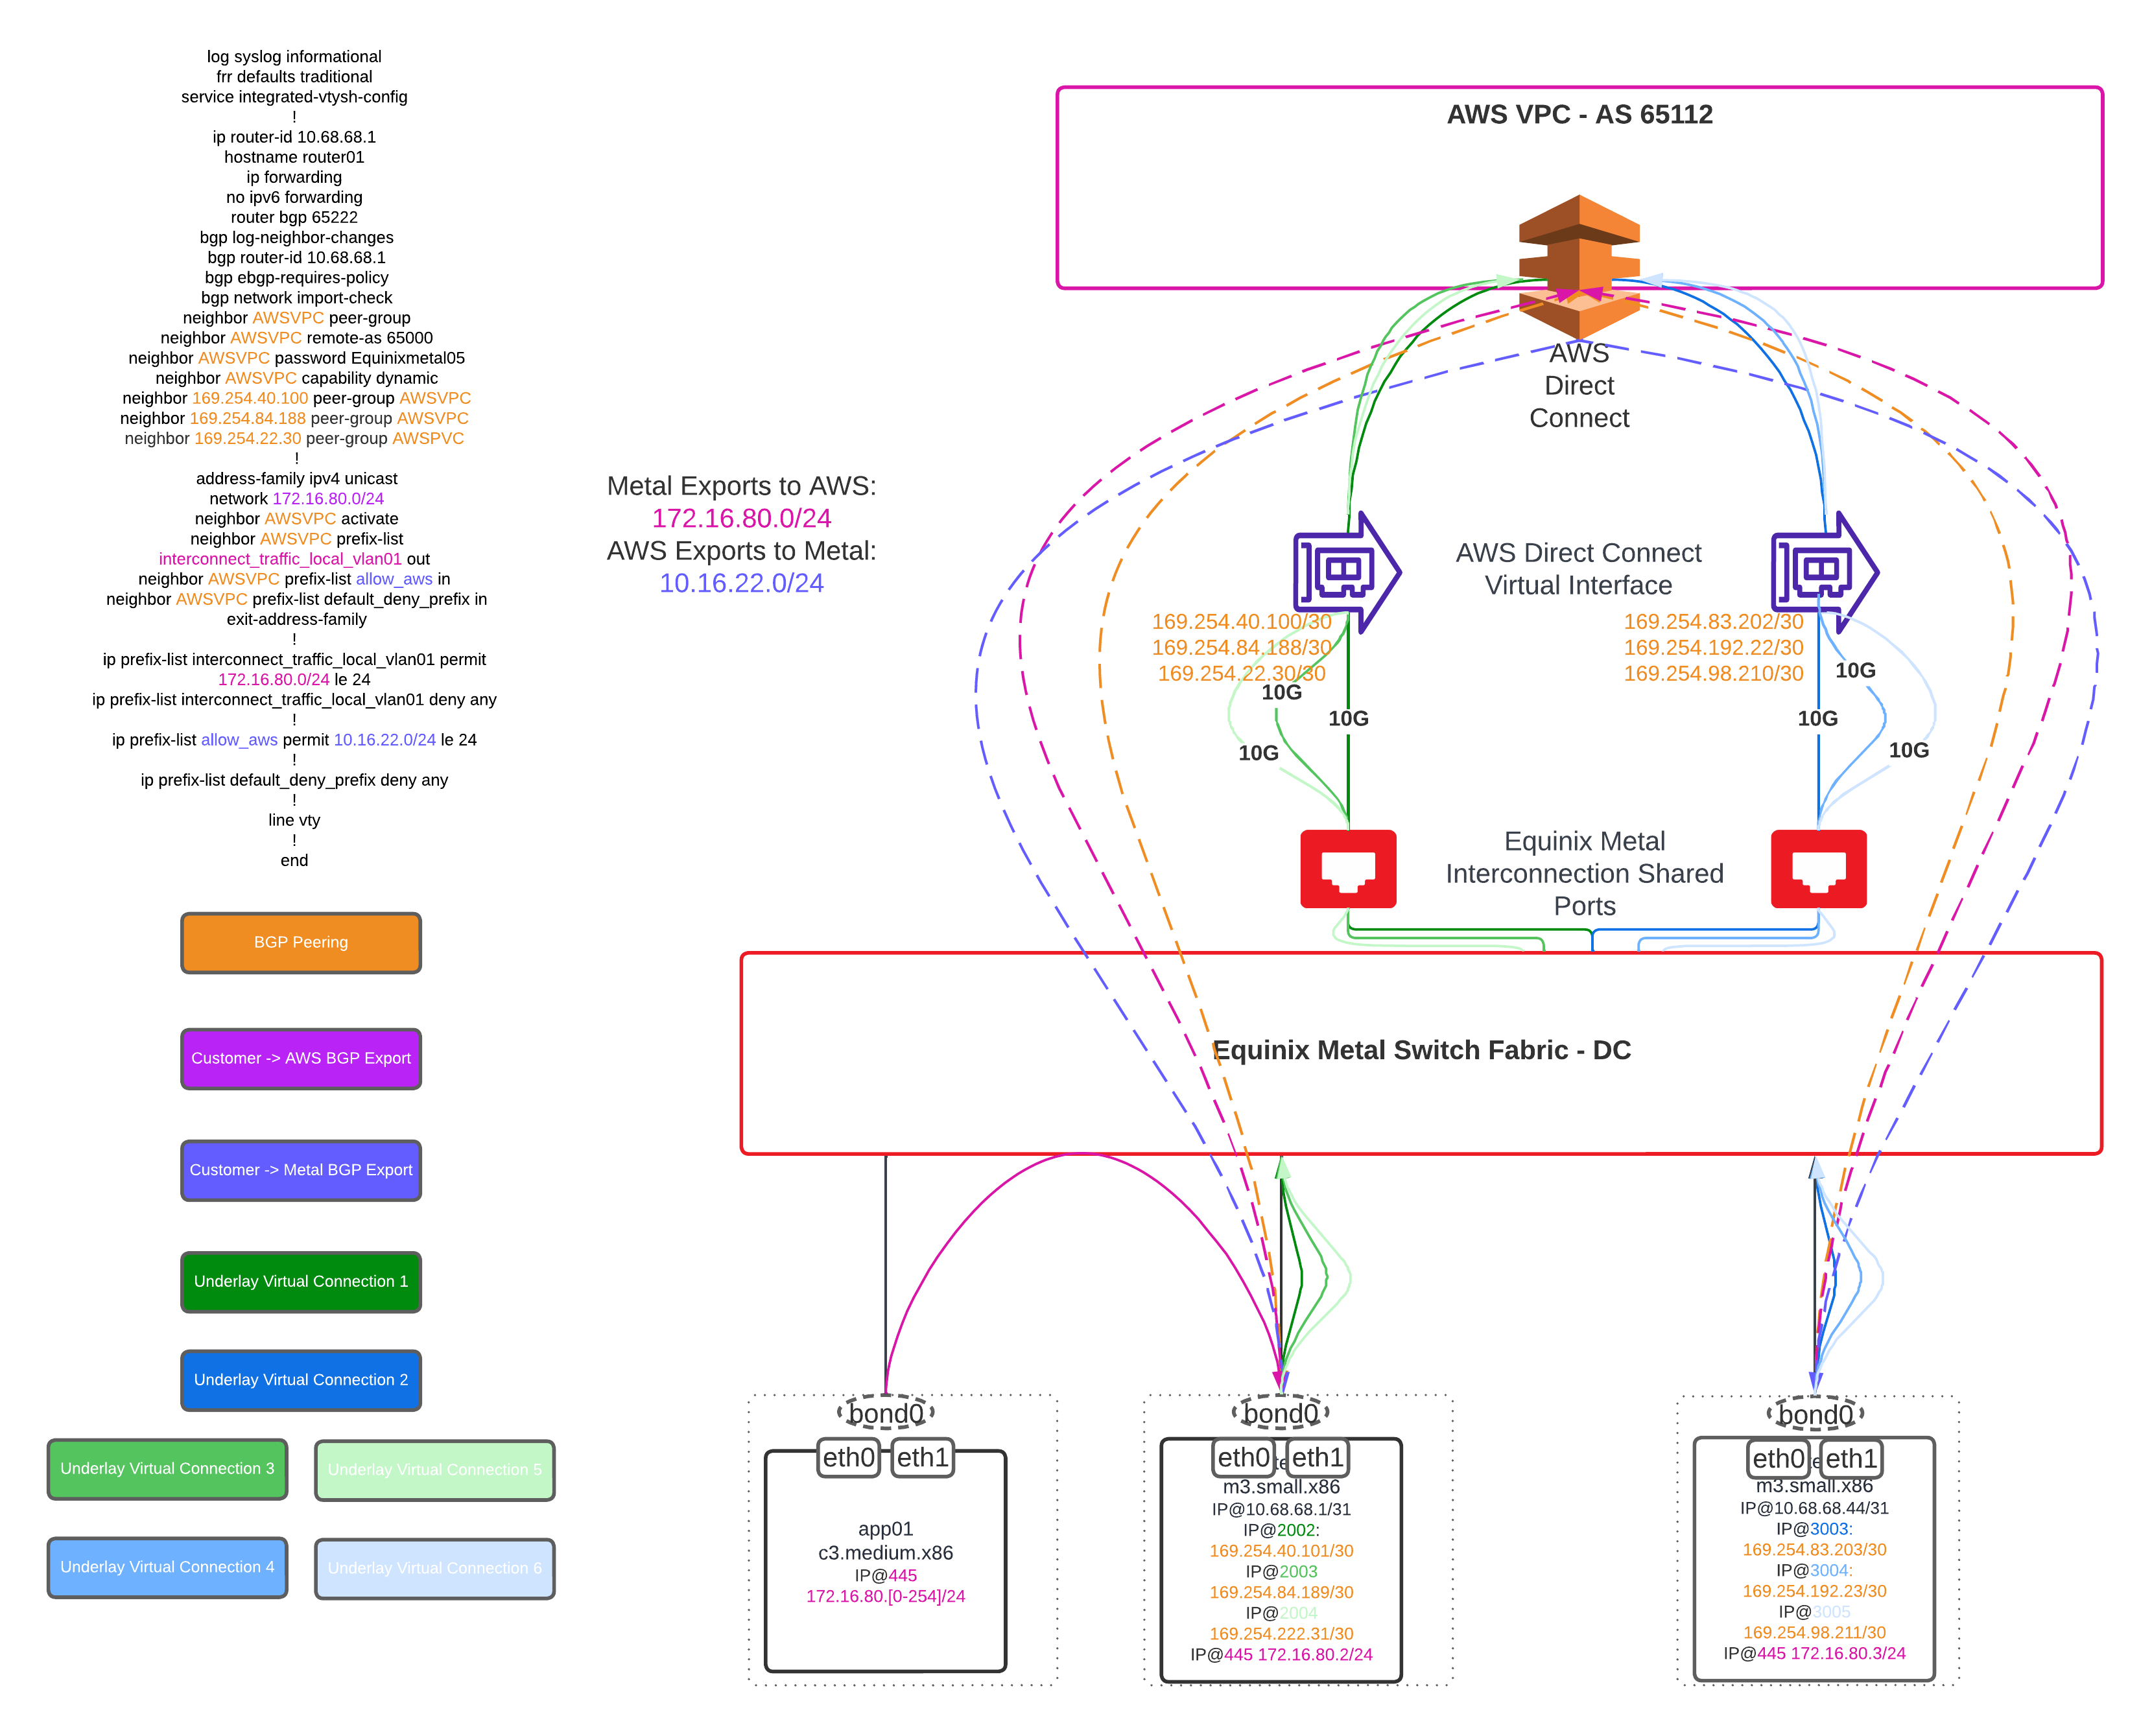 log syslog informational
frr defaults traditional
service integrated-vtysh-config
!
ip router-id 10.68.68.1
hostname router01
ip forwarding
no ipv6 forwarding
router bgp 65222
bgp log-neighbor-changes
bgp router-id 10.68.68.1
bgp ebgp-requires-policy
bgp network import-check
neighbor AWSVPC peer-group
neighbor AWSVPC remote-as 65000
neighbor AWSVPC password Equinixmetal05
neighbor AWSVPC capability dynamic
neighbor 169.254.40.100 peer-group AWSVPC
neighbor 169.254.84.188 peer-group AWSVPC
neighbor 169.254.22.30 peer-group AWSPVC
!
address-family ipv4 unicast
network 172.16.80.0/24
neighbor AWSVPC activate
neighbor AWSVPC prefix-list
interconnect_traffic_local_vlan01 out
neighbor AWSVPC prefix-list allow_aws in
neighbor AWSVPC prefix-list default_deny_prefix in
exit-address-family
!
ip prefix-list interconnect_traffic_local_vlan01 permit
172.16.80.0/24 le 24
ip prefix-list interconnect_traffic_local_vlan01 deny any
!
ip prefix-list allow_aws permit 10.16.22.0/24 le 24
!
ip prefix-list default_deny_prefix deny any
!
line vty
!
end
BGP Peering
Customer -> AWS BGP Export
Customer -> Metal BGP Export
Underlay Virtual Connection 1
Underlay Virtual Connection 2
Underlay Virtual Connection 3
Underlay Virtual Connection 5
Underlay Virtual Connection 4
Underlay Virtual Connection 6
Metal Exports to AWS:
172.16.80.0/24
AWS Exports to Metal:
10.16.22.0/24
AWS VPC - AS 65112
AWS
Direct
Connect
AWS Direct Connect
Virtual Interface
169.254.40.100/30
169.254.84.188/30
169.254.22.30/30
10G
10G
10G
169.254.83.202/30
169.254.192.22/30
169.254.98.210/30
10G
10G
10G
Equinix Metal
Interconnection Shared
Ports
Equinix Metal Switch Fabric - DC
bond0
eth0 eth1
app01
c3.medium.x86
IP@445
172.16.80.[0-254]/24
bond0
eth0 eth1
m3.small.x86
IP@10.68.68.1/31
IP@2002:
169.254.40.101/30
IP@2003
169.254.84.189/30
IP@2004
169.254.222.31/30
IP@445 172.16.80.2/24
bond0
eth0 eth1
m3.small.x86
IP@10.68.68.44/31
IP@3003:
169.254.83.203/30
IP@3004:
169.254.192.23/30
IP@3005
169.254.98.211/30
IP@445 172.16.80.3/24